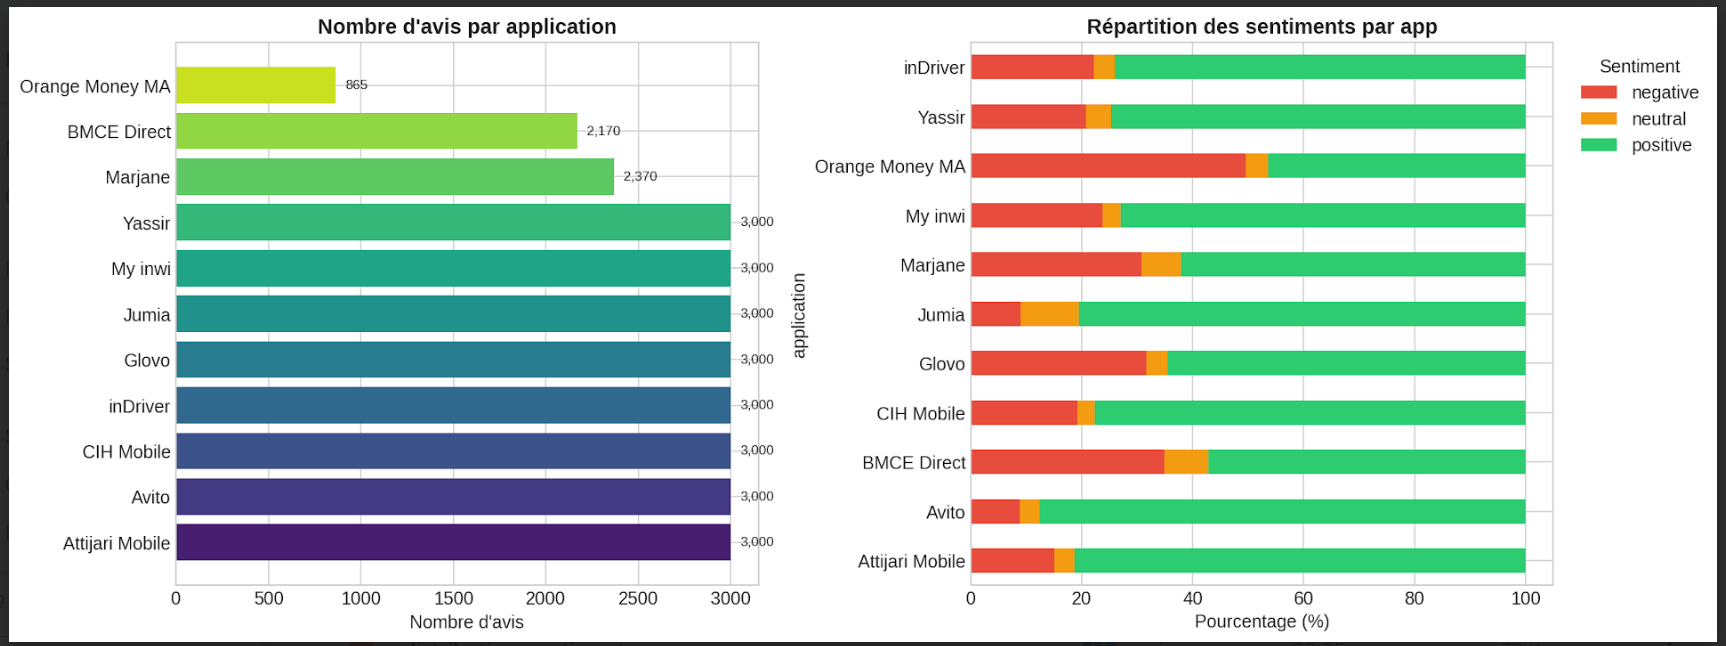 Nombre d'avis par application
Orange Money MA
865
BMCE Direct
2,170
Marjane
2,370
Yassir
3,000
My inwi
3,000
Jumia
3,000
Glovo
3,000
inDriver
3,000
CIH Mobile
3,000
Avito
3,000
Attijari Mobile
3,000
0 500 1000 1500 2000 2500 3000
Nombre d'avis
Répartition des sentiments par app
application
inDriver
Yassir
Orange Money MA
My inwi
Marjane
Jumia
Glovo
CIH Mobile
BMCE Direct
Avito
Attijari Mobile
0 20 40 60 80 100
Pourcentage (%)
Sentiment
negative
neutral
positive